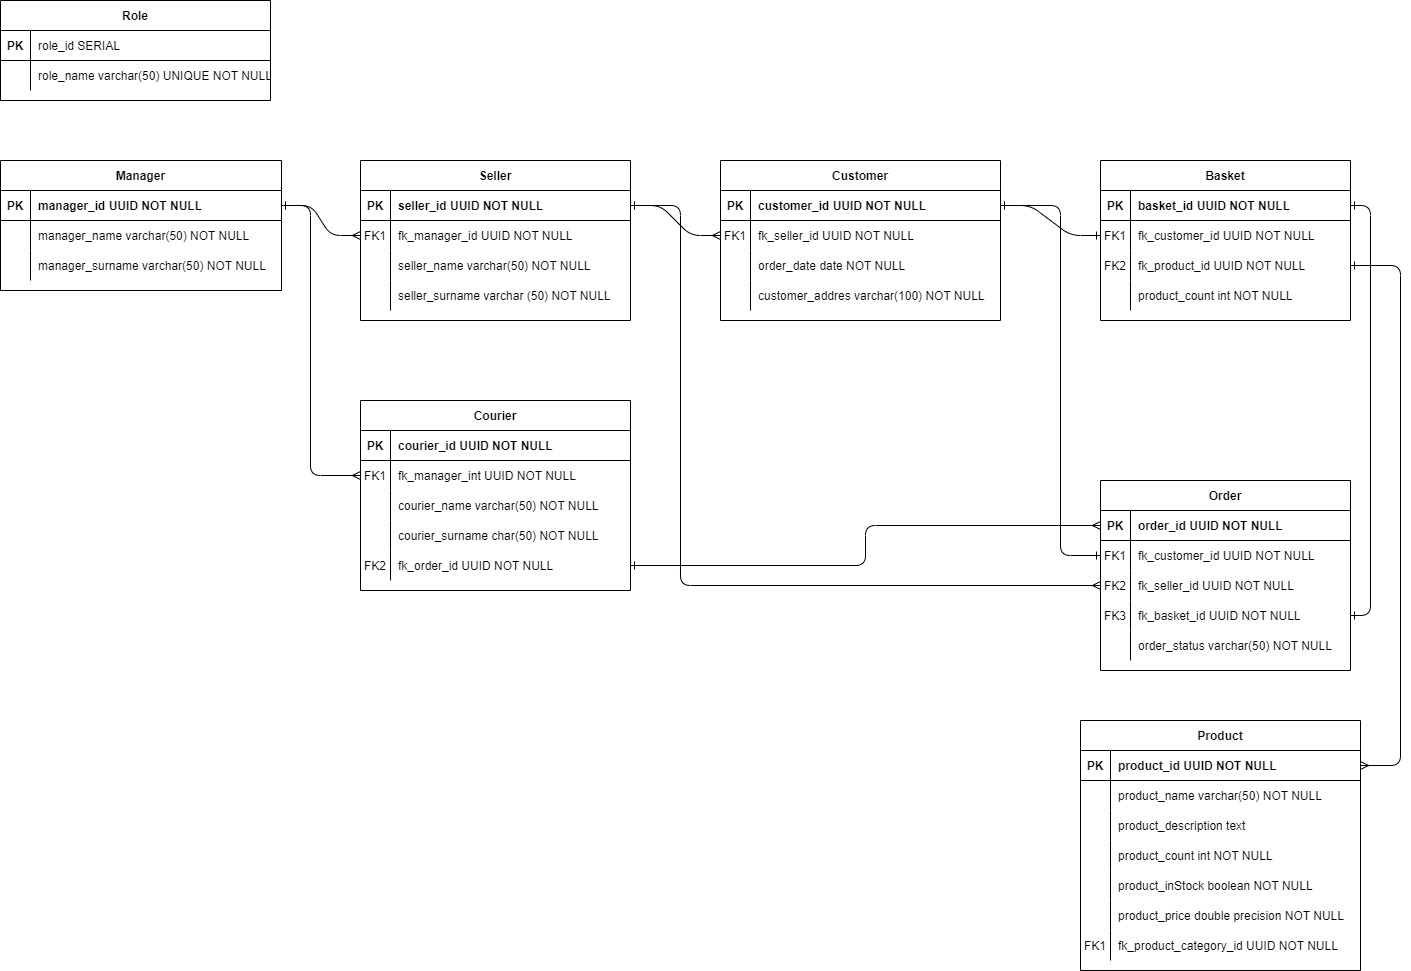 Role
PK role_id SERIAL
role_name varchar(50) UNIQUE NOT NULL
Manager
PK manager_id UUID NOT NULL
manager_name varchar(50) NOT NULL
manager_surname varchar(50) NOT NULL
Seller
PK seller_id UUID NOT NULL
FK1 fk_manager_id UUID NOT NULL
seller_name varchar(50) NOT NULL
seller_surname varchar (50) NOT NULL
Customer
PK customer_id UUID NOT NULL
FK1 fk_seller_id UUID NOT NULL
order_date date NOT NULL
customer_addres varchar(100) NOT NULL
Basket
PK basket_id UUID NOT NULL
FK1 fk_customer_id UUID NOT NULL
FK2 fk_product_id UUID NOT NULL
product_count int NOT NULL
Courier
PK courier_id UUID NOT NULL
FK1 fk_manager_int UUID NOT NULL
courier_name varchar(50) NOT NULL
courier_surname char(50) NOT NULL
FK2 fk_order_id UUID NOT NULL
Order
PK order_id UUID NOT NULL
FK1 fk_customer_id UUID NOT NULL
FK2 fk_seller_id UUID NOT NULL
FK3 fk_basket_id UUID NOT NULL
order_status varchar(50) NOT NULL
Product
PK product_id UUID NOT NULL
product_name varchar(50) NOT NULL
product_description text
product_count int NOT NULL
product_inStock boolean NOT NULL
product_price double precision NOT NULL
FK1 fk_product_category_id UUID NOT NULL